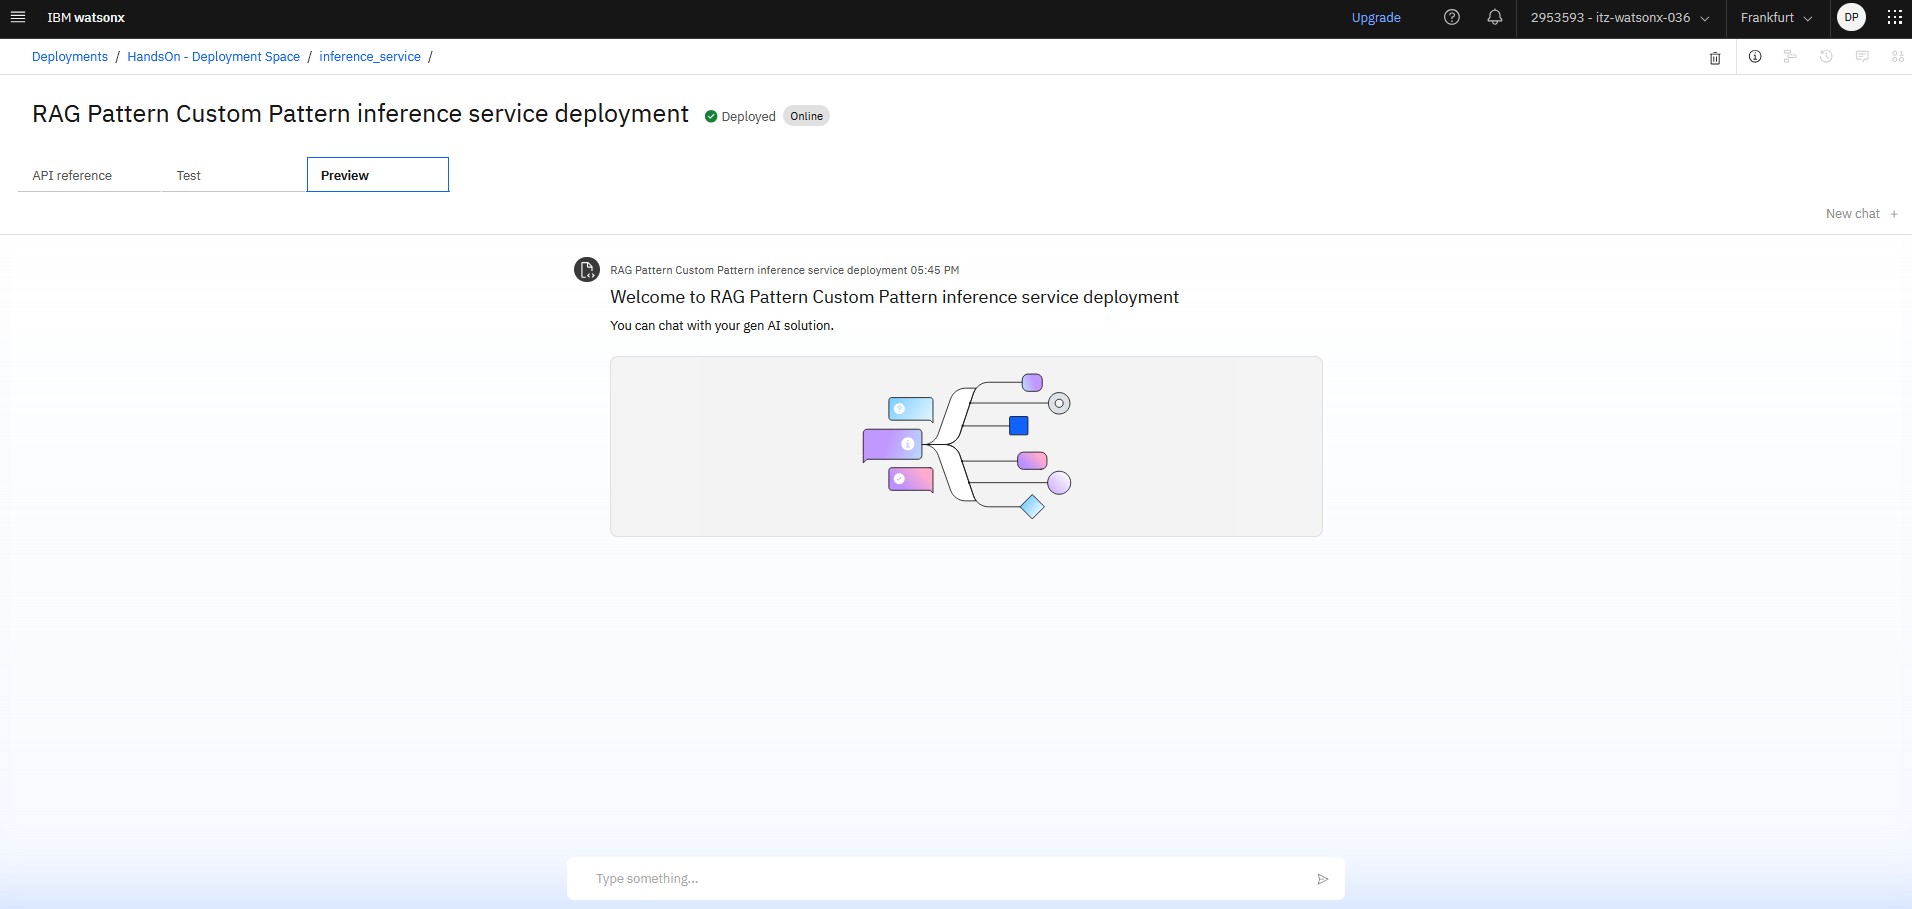 IBM watsonx
Upgrade
2953593 - itz-watsonx-036
Frankfurt
DP
Deployments / HandsOn - Deployment Space / inference_service /
RAG Pattern Custom Pattern inference service deployment
Deployed
Online
API reference
Test
Preview
New chat +
RAG Pattern Custom Pattern inference service deployment 05:45 PM
Welcome to RAG Pattern Custom Pattern inference service deployment
You can chat with your gen AI solution.
Type something...